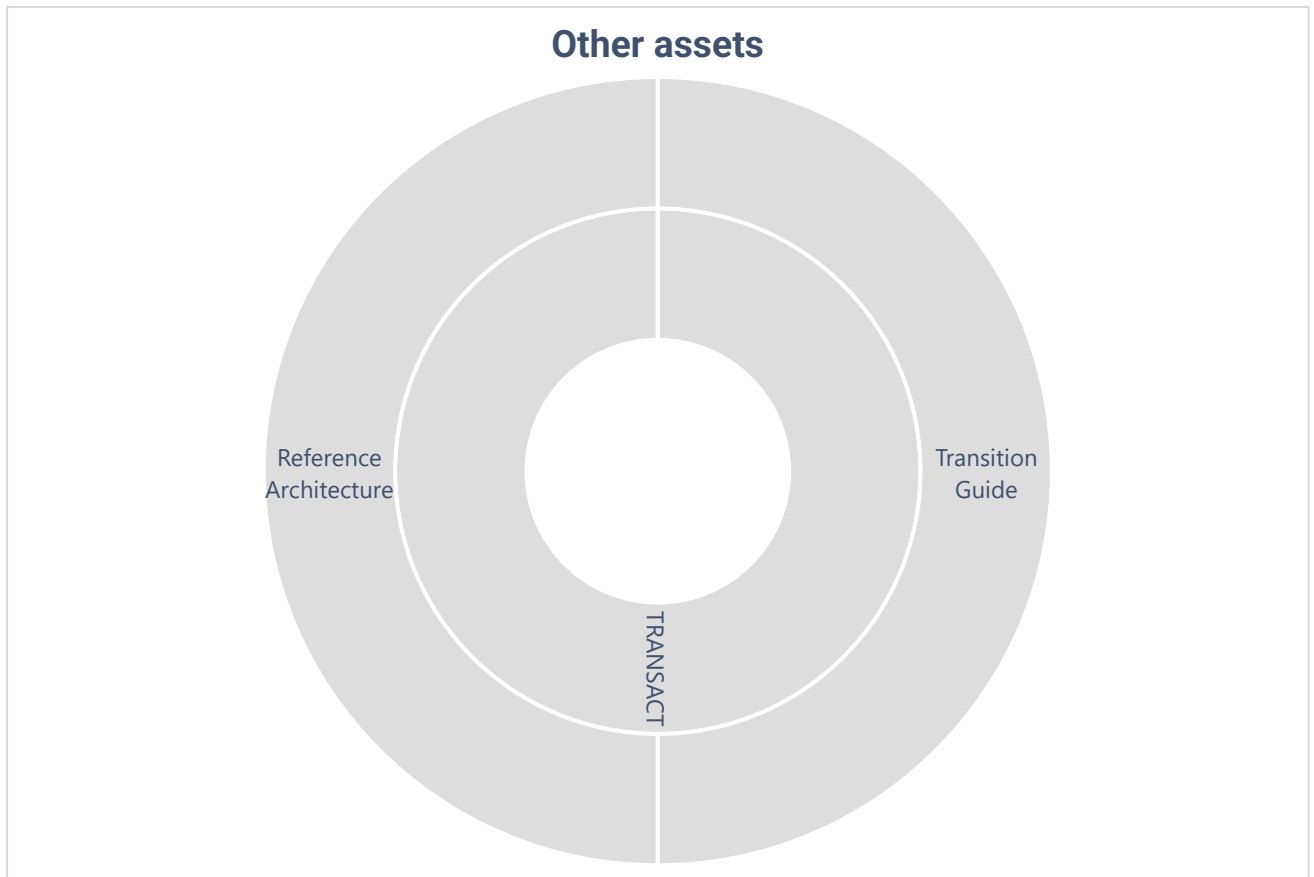 Other assets
Reference
Architecture
Transition
Guide
TRANSACT